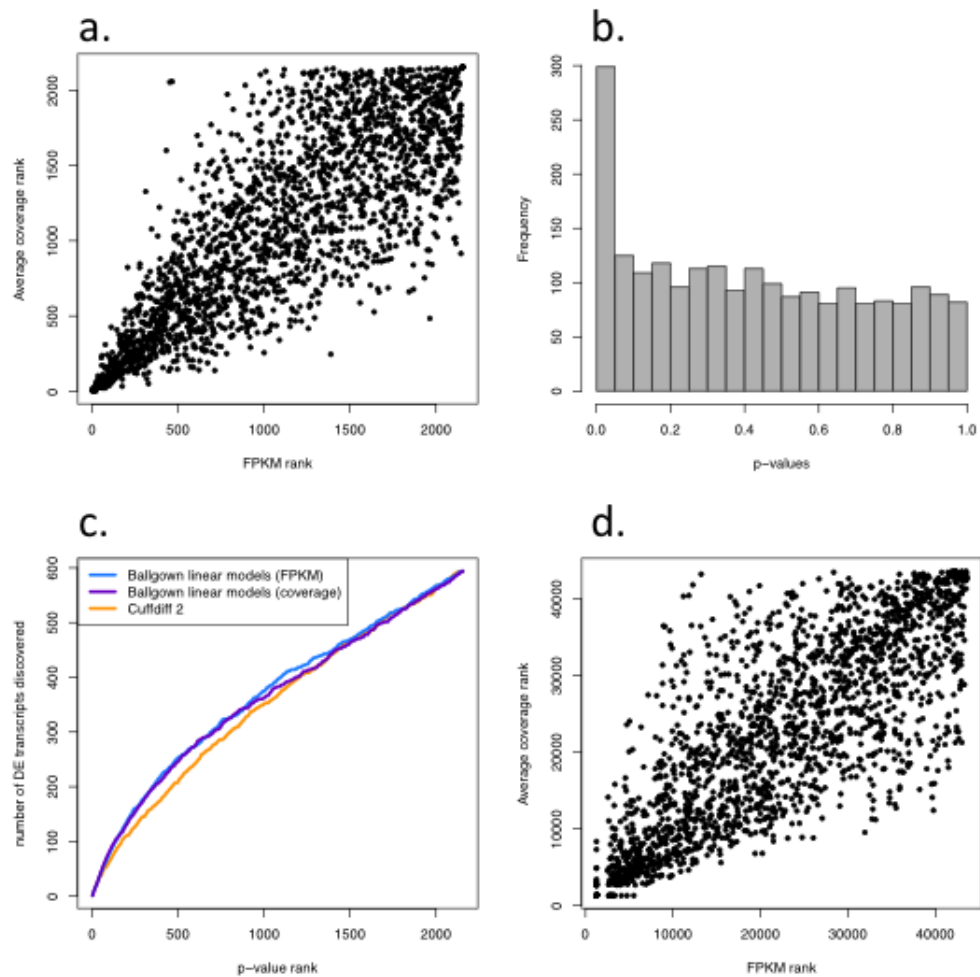 a.
Average coverage rank
2000
1500
1000
500
0
0 500 1000 1500 2000
FPKM rank
b.
Frequency
300
250
200
150
100
50
0
0.0 0.2 0.4 0.6 0.8 1.0
p-values
c.
number of DE transcripts discovered
600
500
400
300
200
100
0
Ballgown linear models (FPKM)
Ballgown linear models (coverage)
Cuffdiff 2
0 500 1000 1500 2000
p-value rank
d.
Average coverage rank
40000
30000
20000
10000
0
0 10000 20000 30000 40000
FPKM rank